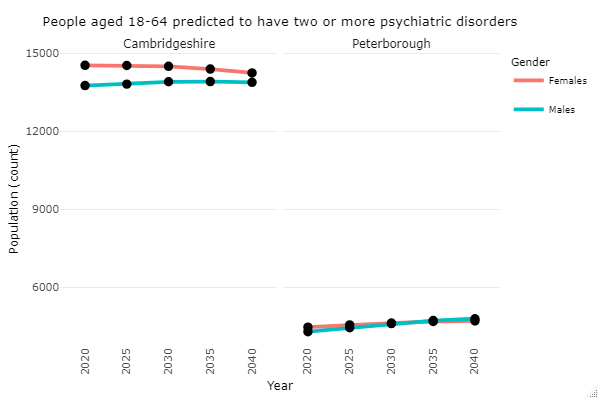 People aged 18-64 predicted to have two or more psychiatric disorders
Cambridgeshire
Peterborough
Gender
Females
Males
15000
12000
9000
6000
Population (count)
2020
2025
2030
2035
2040
2020
2025
2030
2035
2040
Year